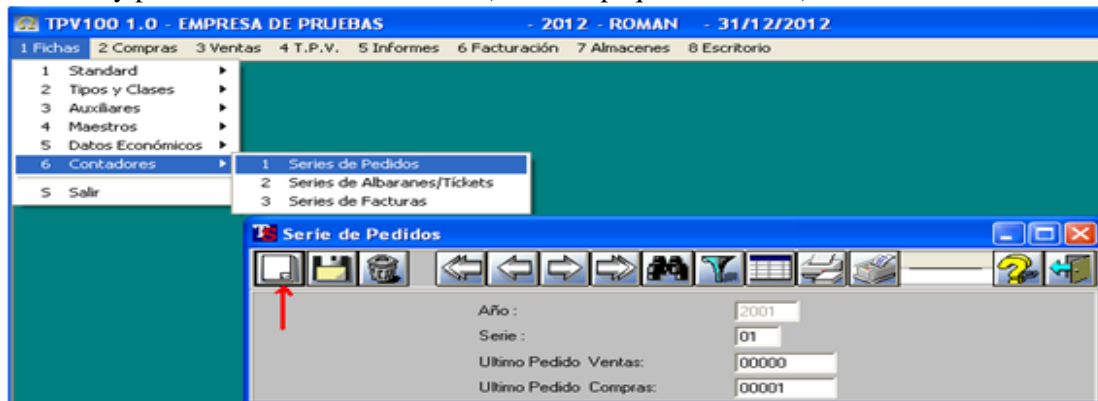 TPV100 1.0 - EMPRESA DE PRUEBAS - 2012 - ROMAN - 31/12/2012
1 Fichas 2 Compras 3 Ventas 4 T.P.V. 5 Informes 6 Facturación 7 Almacenes 8 Escritorio
1 Standard
2 Tipos y Clases
3 Auxiliares
4 Maestros
5 Datos Económicos
6 Contadores
S Salir
1 Series de Pedidos
2 Series de Albaranes/Tíckets
3 Series de Facturas
Serie de Pedidos
Año : 2001
Serie : 01
Ultimo Pedido Ventas: 00000
Ultimo Pedido Compras: 00001